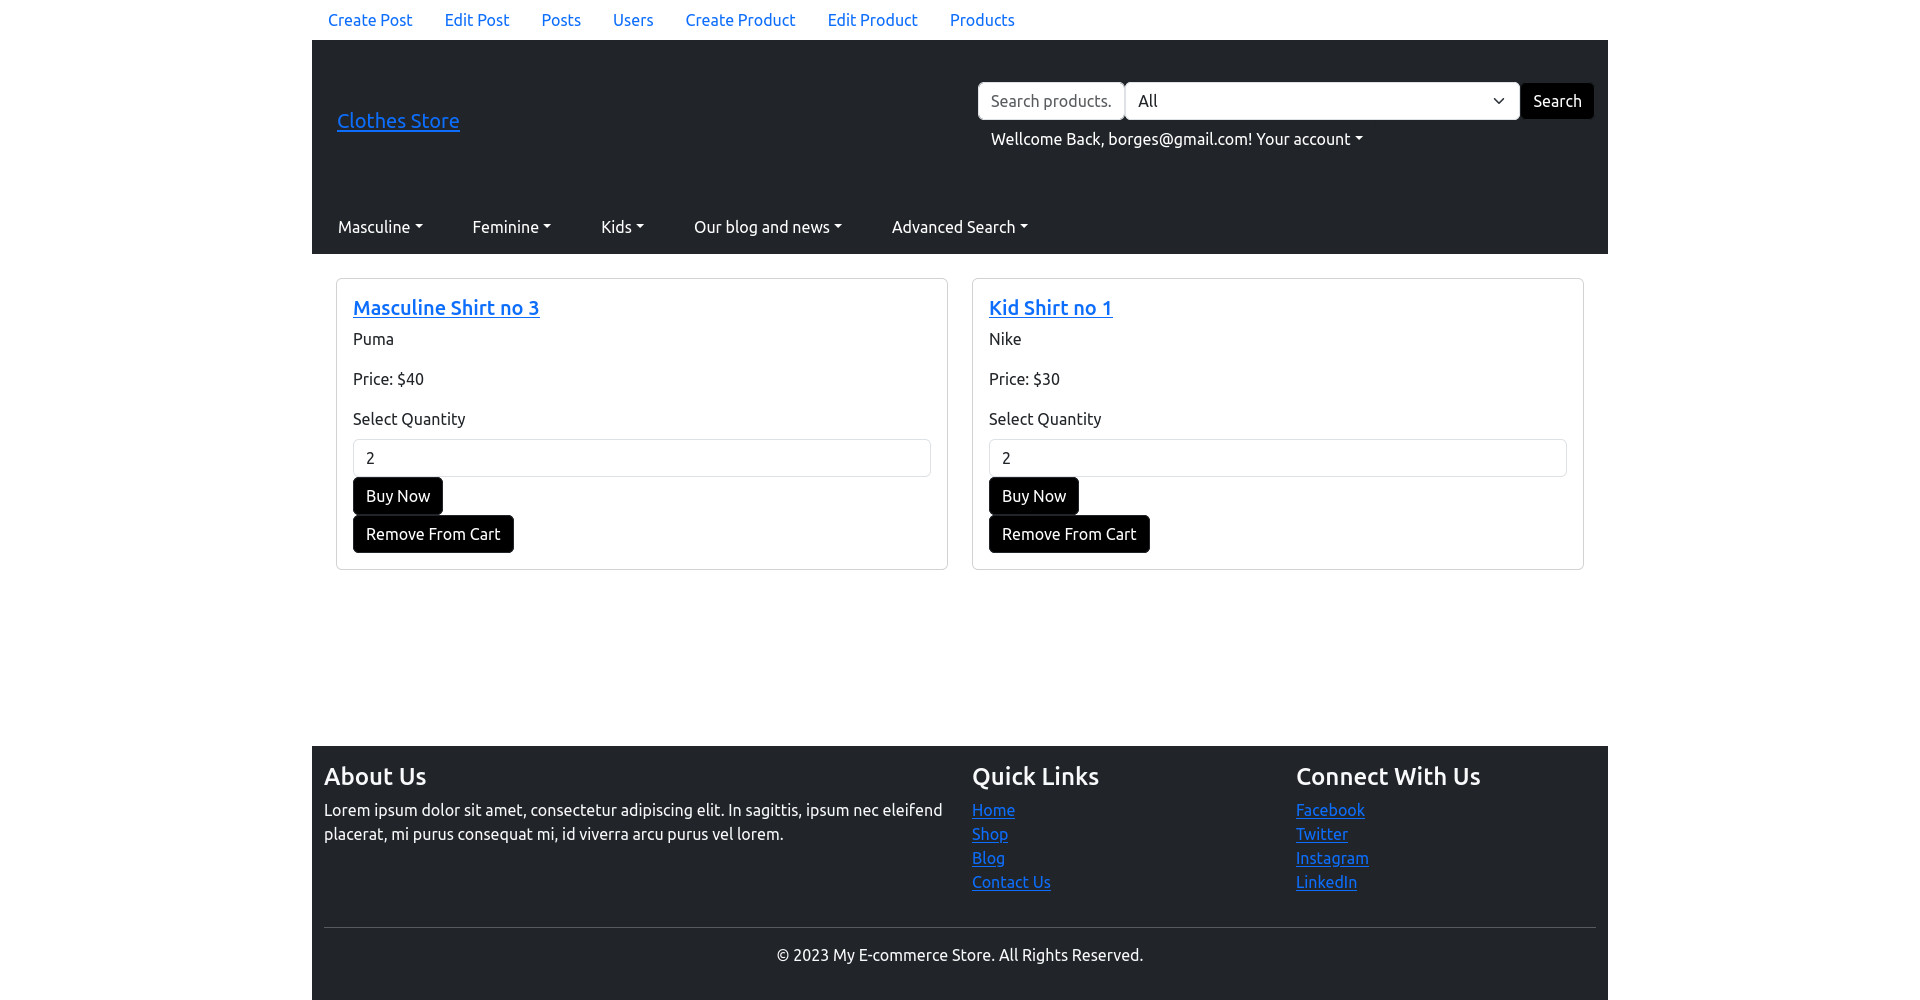 Create Post Edit Post Posts Users Create Product Edit Product Products
Clothes Store
Search products. All Search
Wellcome Back, borges@gmail.com! Your account
Masculine Feminine Kids Our blog and news Advanced Search
Masculine Shirt no 3
Puma
Price: $40
Select Quantity
2
Buy Now
Remove From Cart
Kid Shirt no 1
Nike
Price: $30
Select Quantity
2
Buy Now
Remove From Cart
About Us
Lorem ipsum dolor sit amet, consectetur adipiscing elit. In sagittis, ipsum nec eleifend
placerat, mi purus consequat mi, id viverra arcu purus vel lorem.
Quick Links
Home
Shop
Blog
Contact Us
Connect With Us
Facebook
Twitter
Instagram
LinkedIn
© 2023 My E-commerce Store. All Rights Reserved.